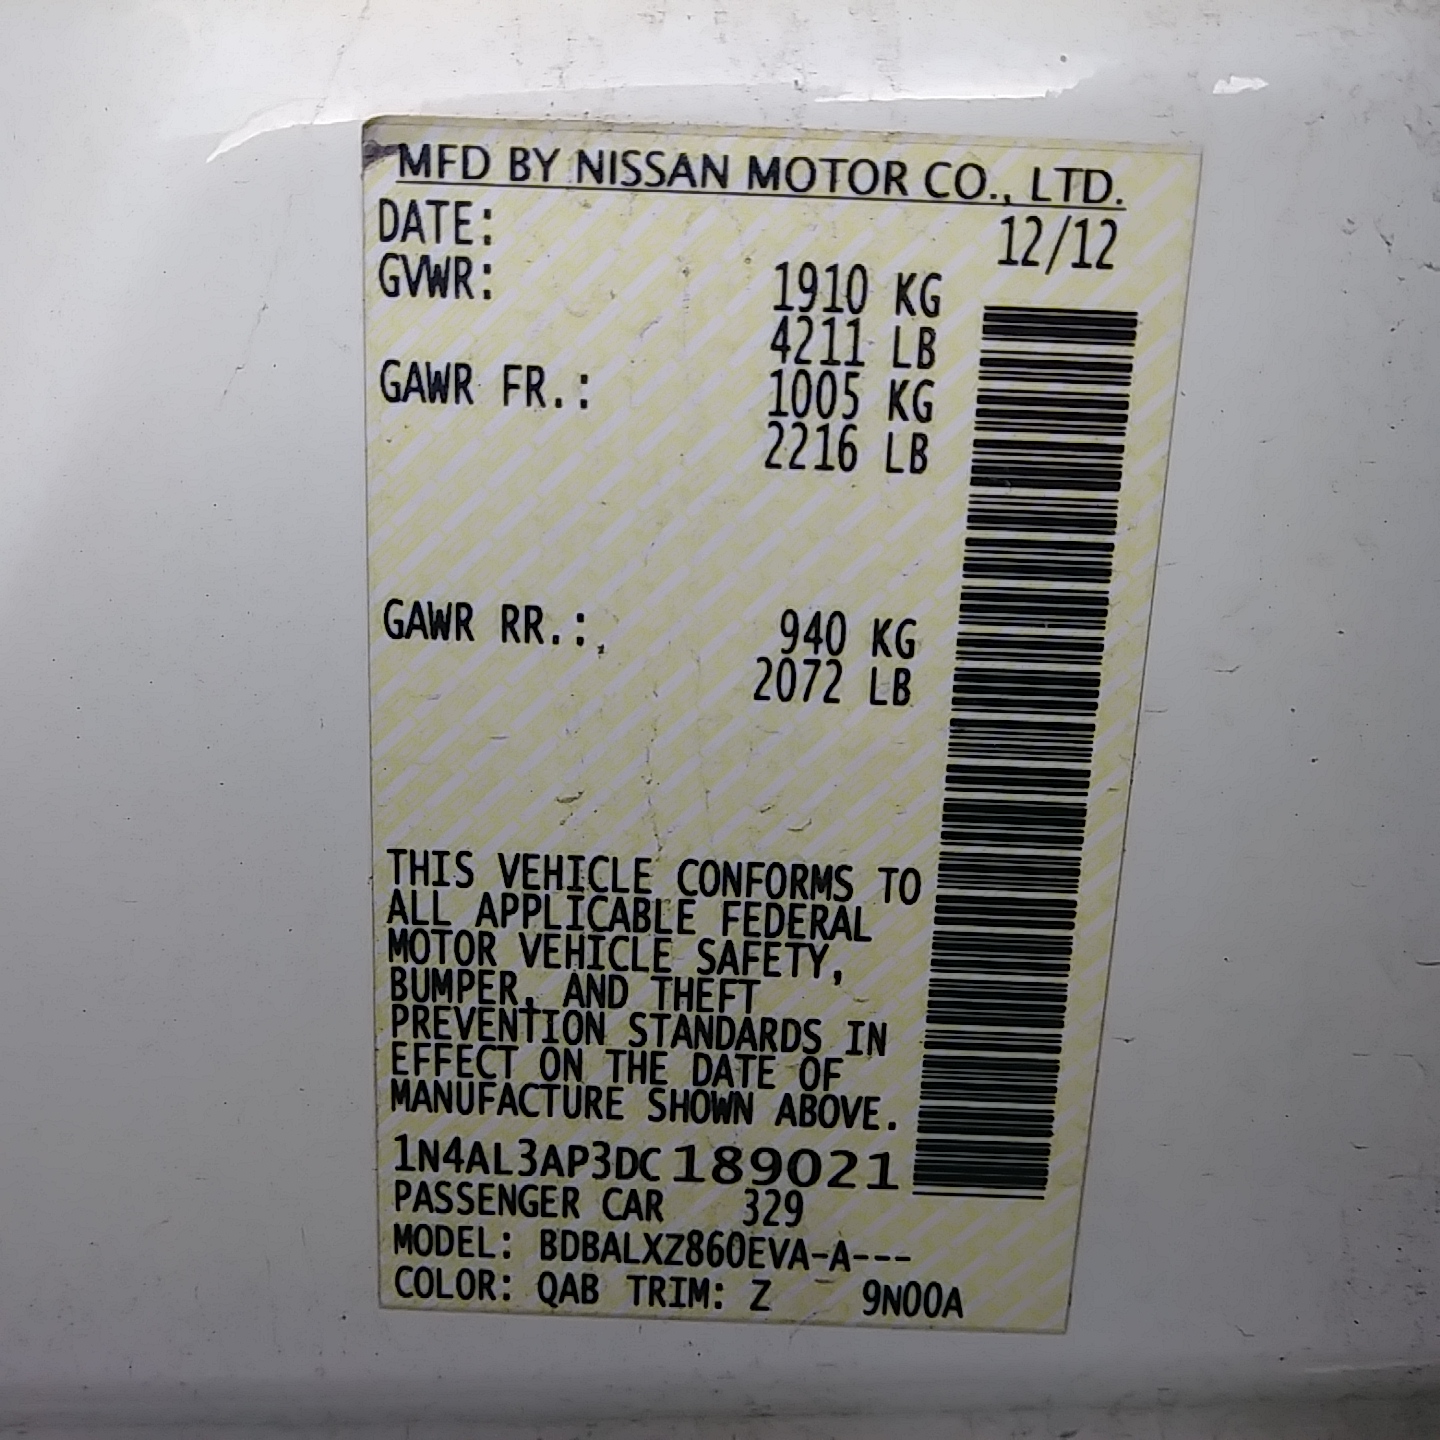 MFD BY NISSAN MOTOR CO., LTD.
DATE: 12/12
GVWR: 1910 KG
4211 LB
GAWR FR.: 1005 KG
2216 LB
GAWR RR.: 940 KG
2072 LB
THIS VEHICLE CONFORMS TO
ALL APPLICABLE FEDERAL
MOTOR VEHICLE SAFETY,
BUMPER, AND THEFT
PREVENTION STANDARDS IN
EFFECT ON THE DATE OF
MANUFACTURE SHOWN ABOVE.
1N4AL3AP3DC189021
PASSENGER CAR 329
MODEL: BDBALXZ860EVA-A---
COLOR: QAB TRIM: Z 9N00A